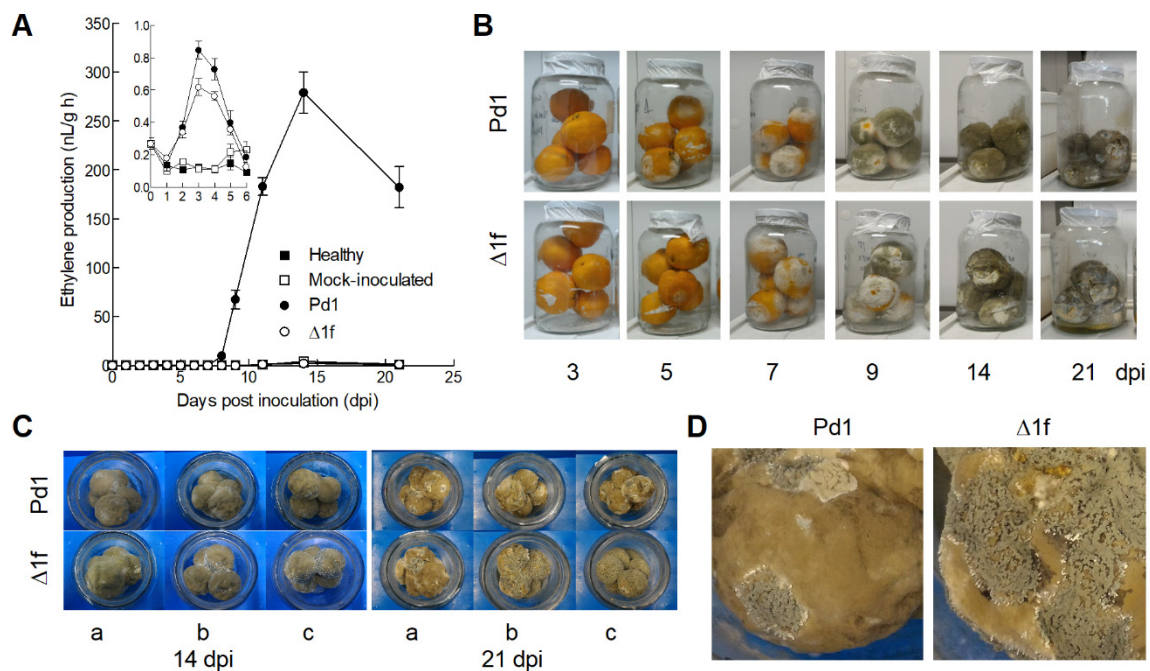 A
Ethylene production (nL/g h)
350
300
250
200
150
100
50
0
0 5 10 15 20 25
Days post inoculation (dpi)
1.0
0.8
0.6
0.4
0.2
0.0
0 1 2 3 4 5 6
Healthy
Mock-inoculated
Pd1
Δ1f
B
Pd1
Δ1f
3 5 7 9 14 21 dpi
C
Pd1
Δ1f
a b c a b c
14 dpi 21 dpi
D
Pd1 Δ1f